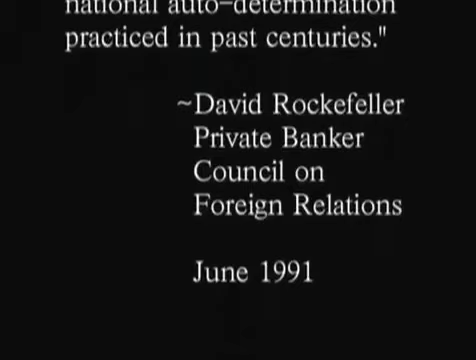 national auto-determination
practiced in past centuries."
~David Rockefeller
Private Banker
Council on
Foreign Relations
June 1991